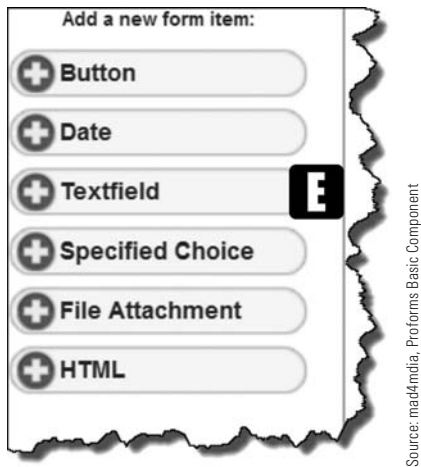 Add a new form item:
Button
Date
Textfield
E
Specified Choice
File Attachment
HTML
Source: mad4mdia, Proforms Basic Component